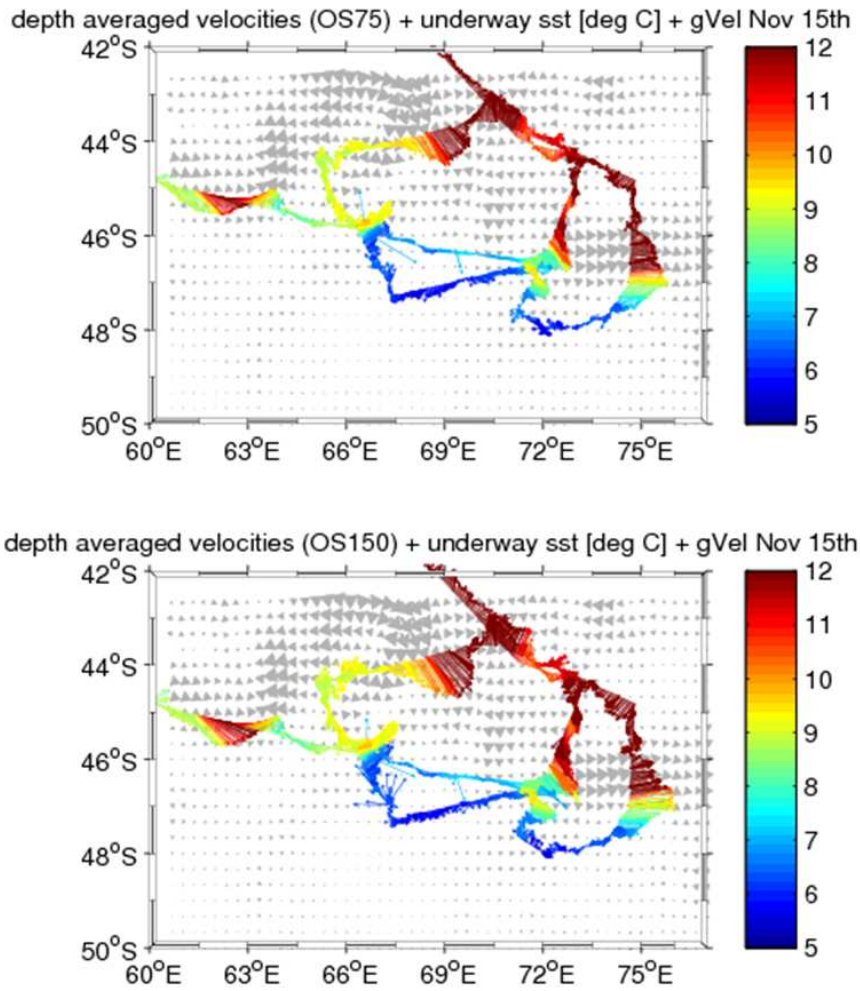 depth averaged velocities (OS75) + underway sst [deg C] + gVel Nov 15th
42°S
44°S
46°S
48°S
50°S
60°E 63°E 66°E 69°E 72°E 75°E
12
11
10
9
8
7
6
5
depth averaged velocities (OS150) + underway sst [deg C] + gVel Nov 15th
42°S
44°S
46°S
48°S
50°S
60°E 63°E 66°E 69°E 72°E 75°E
12
11
10
9
8
7
6
5